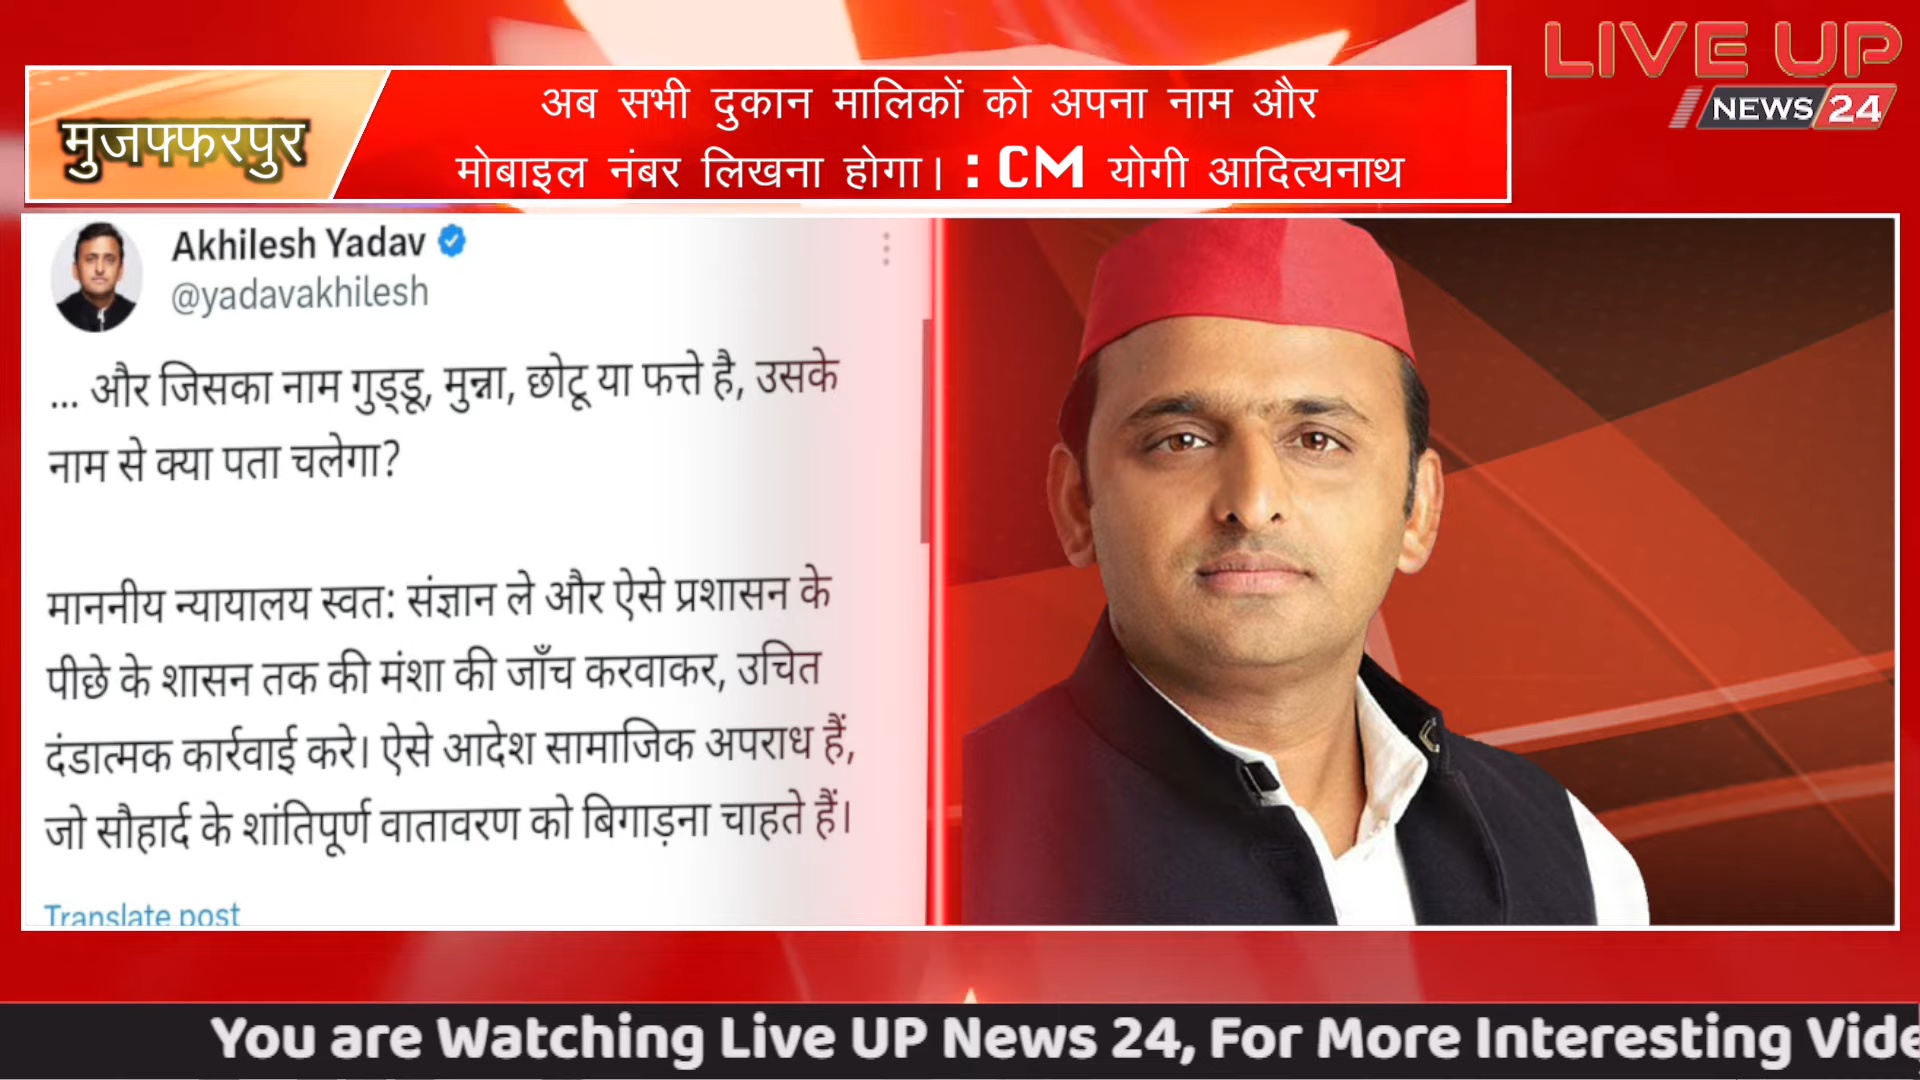 LIVE UP
NEWS 24
मुजफ्फरपुर
अब सभी दुकान मालिकों को अपना नाम और
मोबाइल नंबर लिखना होगा। : CM योगी आदित्यनाथ
Akhilesh Yadav
@yadavakhilesh
... और जिसका नाम गुड्डू, मुन्ना, छोटू या फत्ते है, उसके
नाम से क्या पता चलेगा?
माननीय न्यायालय स्वत: संज्ञान ले और ऐसे प्रशासन के
पीछे के शासन तक की मंशा की जाँच करवाकर, उचित
दंडात्मक कार्रवाई करे। ऐसे आदेश सामाजिक अपराध हैं,
जो सौहार्द के शांतिपूर्ण वातावरण को बिगाड़ना चाहते हैं।
Translate post
You are Watching Live UP News 24, For More Interesting Vide